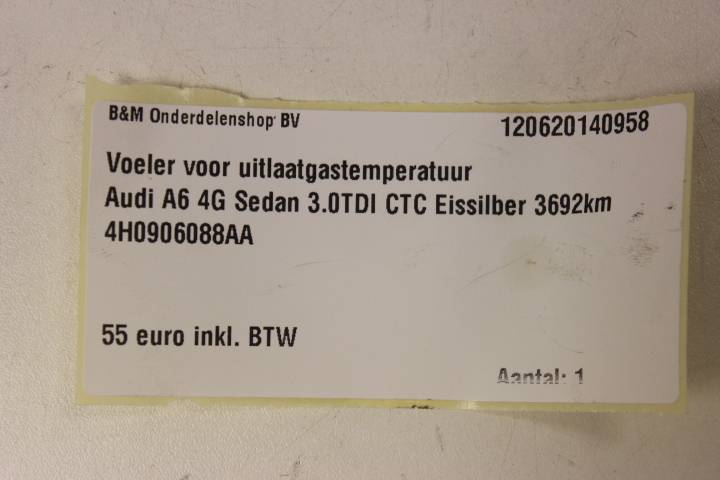 B&M Onderdelenshop BV
120620140958
Voeler voor uitlaatgastemperatuur
Audi A6 4G Sedan 3.0TDI CTC Eissilber 3692km
4H0906088AA
55 euro inkl. BTW
Aantal: 1